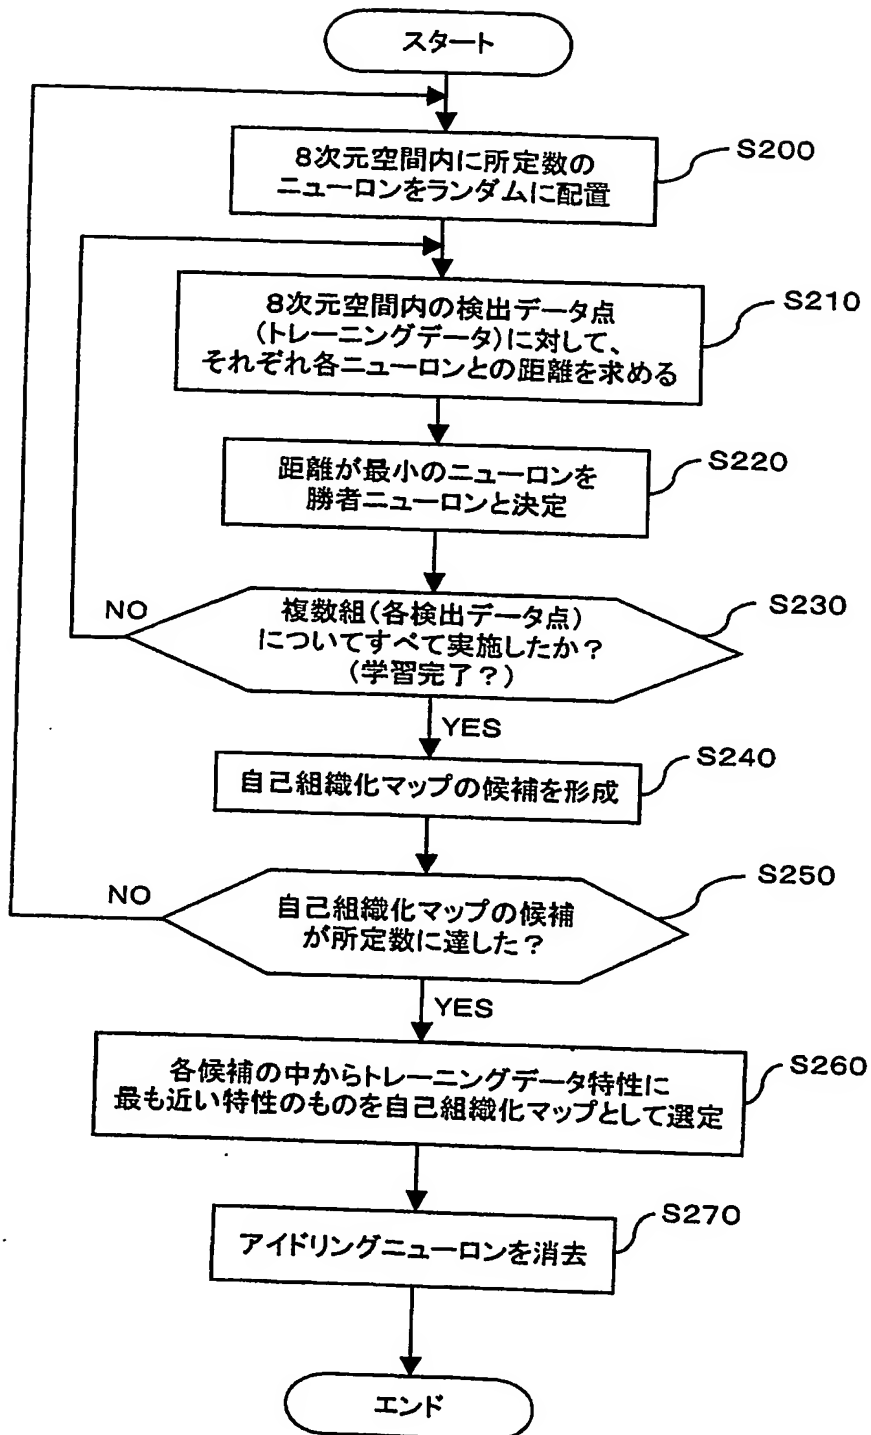 スタート
8次元空間内に所定数の
ニューロンをランダムに配置
S200
8次元空間内の検出データ点
(トレーニングデータ)に対して、
それぞれ各ニューロンとの距離を求める
S210
距離が最小のニューロンを
勝者ニューロンと決定
S220
NO
複数組(各検出データ点)
についてすべて実施したか?
(学習完了?)
S230
YES
自己組織化マップの候補を形成
S240
NO
自己組織化マップの候補
が所定数に達した?
S250
YES
各候補の中からトレーニングデータ特性に
最も近い特性のものを自己組織化マップとして選定
S260
アイドリングニューロンを消去
S270
エンド